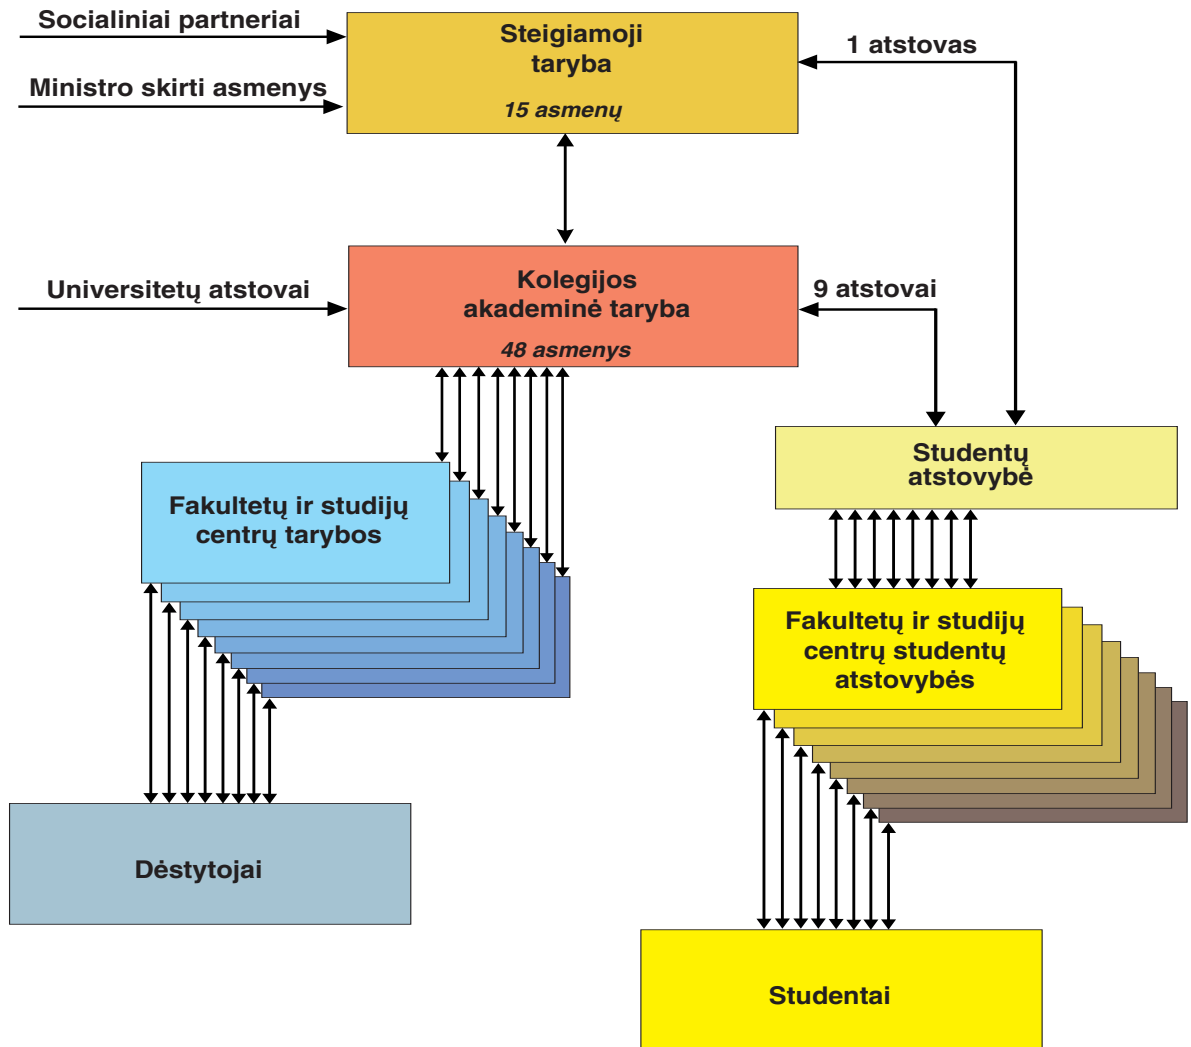 Socialiniai partneriai
Ministro skirti asmenys
Steigiamoji
taryba
15 asmenų
1 atstovas
Universitetų atstovai
Kolegijos
akademinė taryba
48 asmenys
9 atstovai
Studentų
atstovybė
Fakultetų ir studijų
centrų tarybos
Fakultetų ir studijų
centrų studentų
atstovybės
Dėstytojai
Studentai